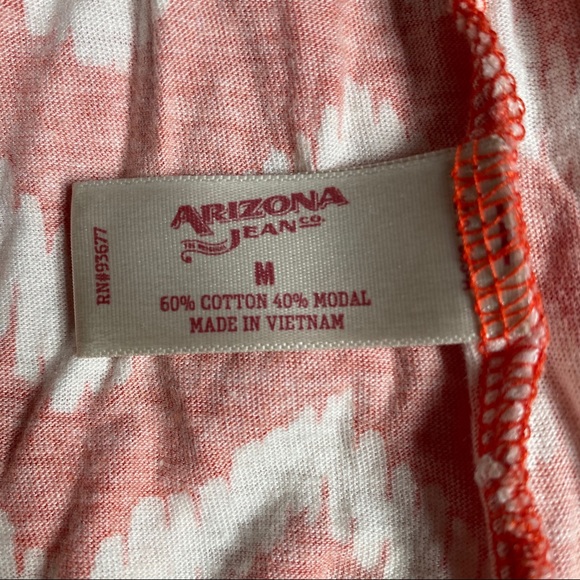 ARIZONA
JEAN CO.
M
60% COTTON 40% MODAL
MADE IN VIETNAM
RN#93677